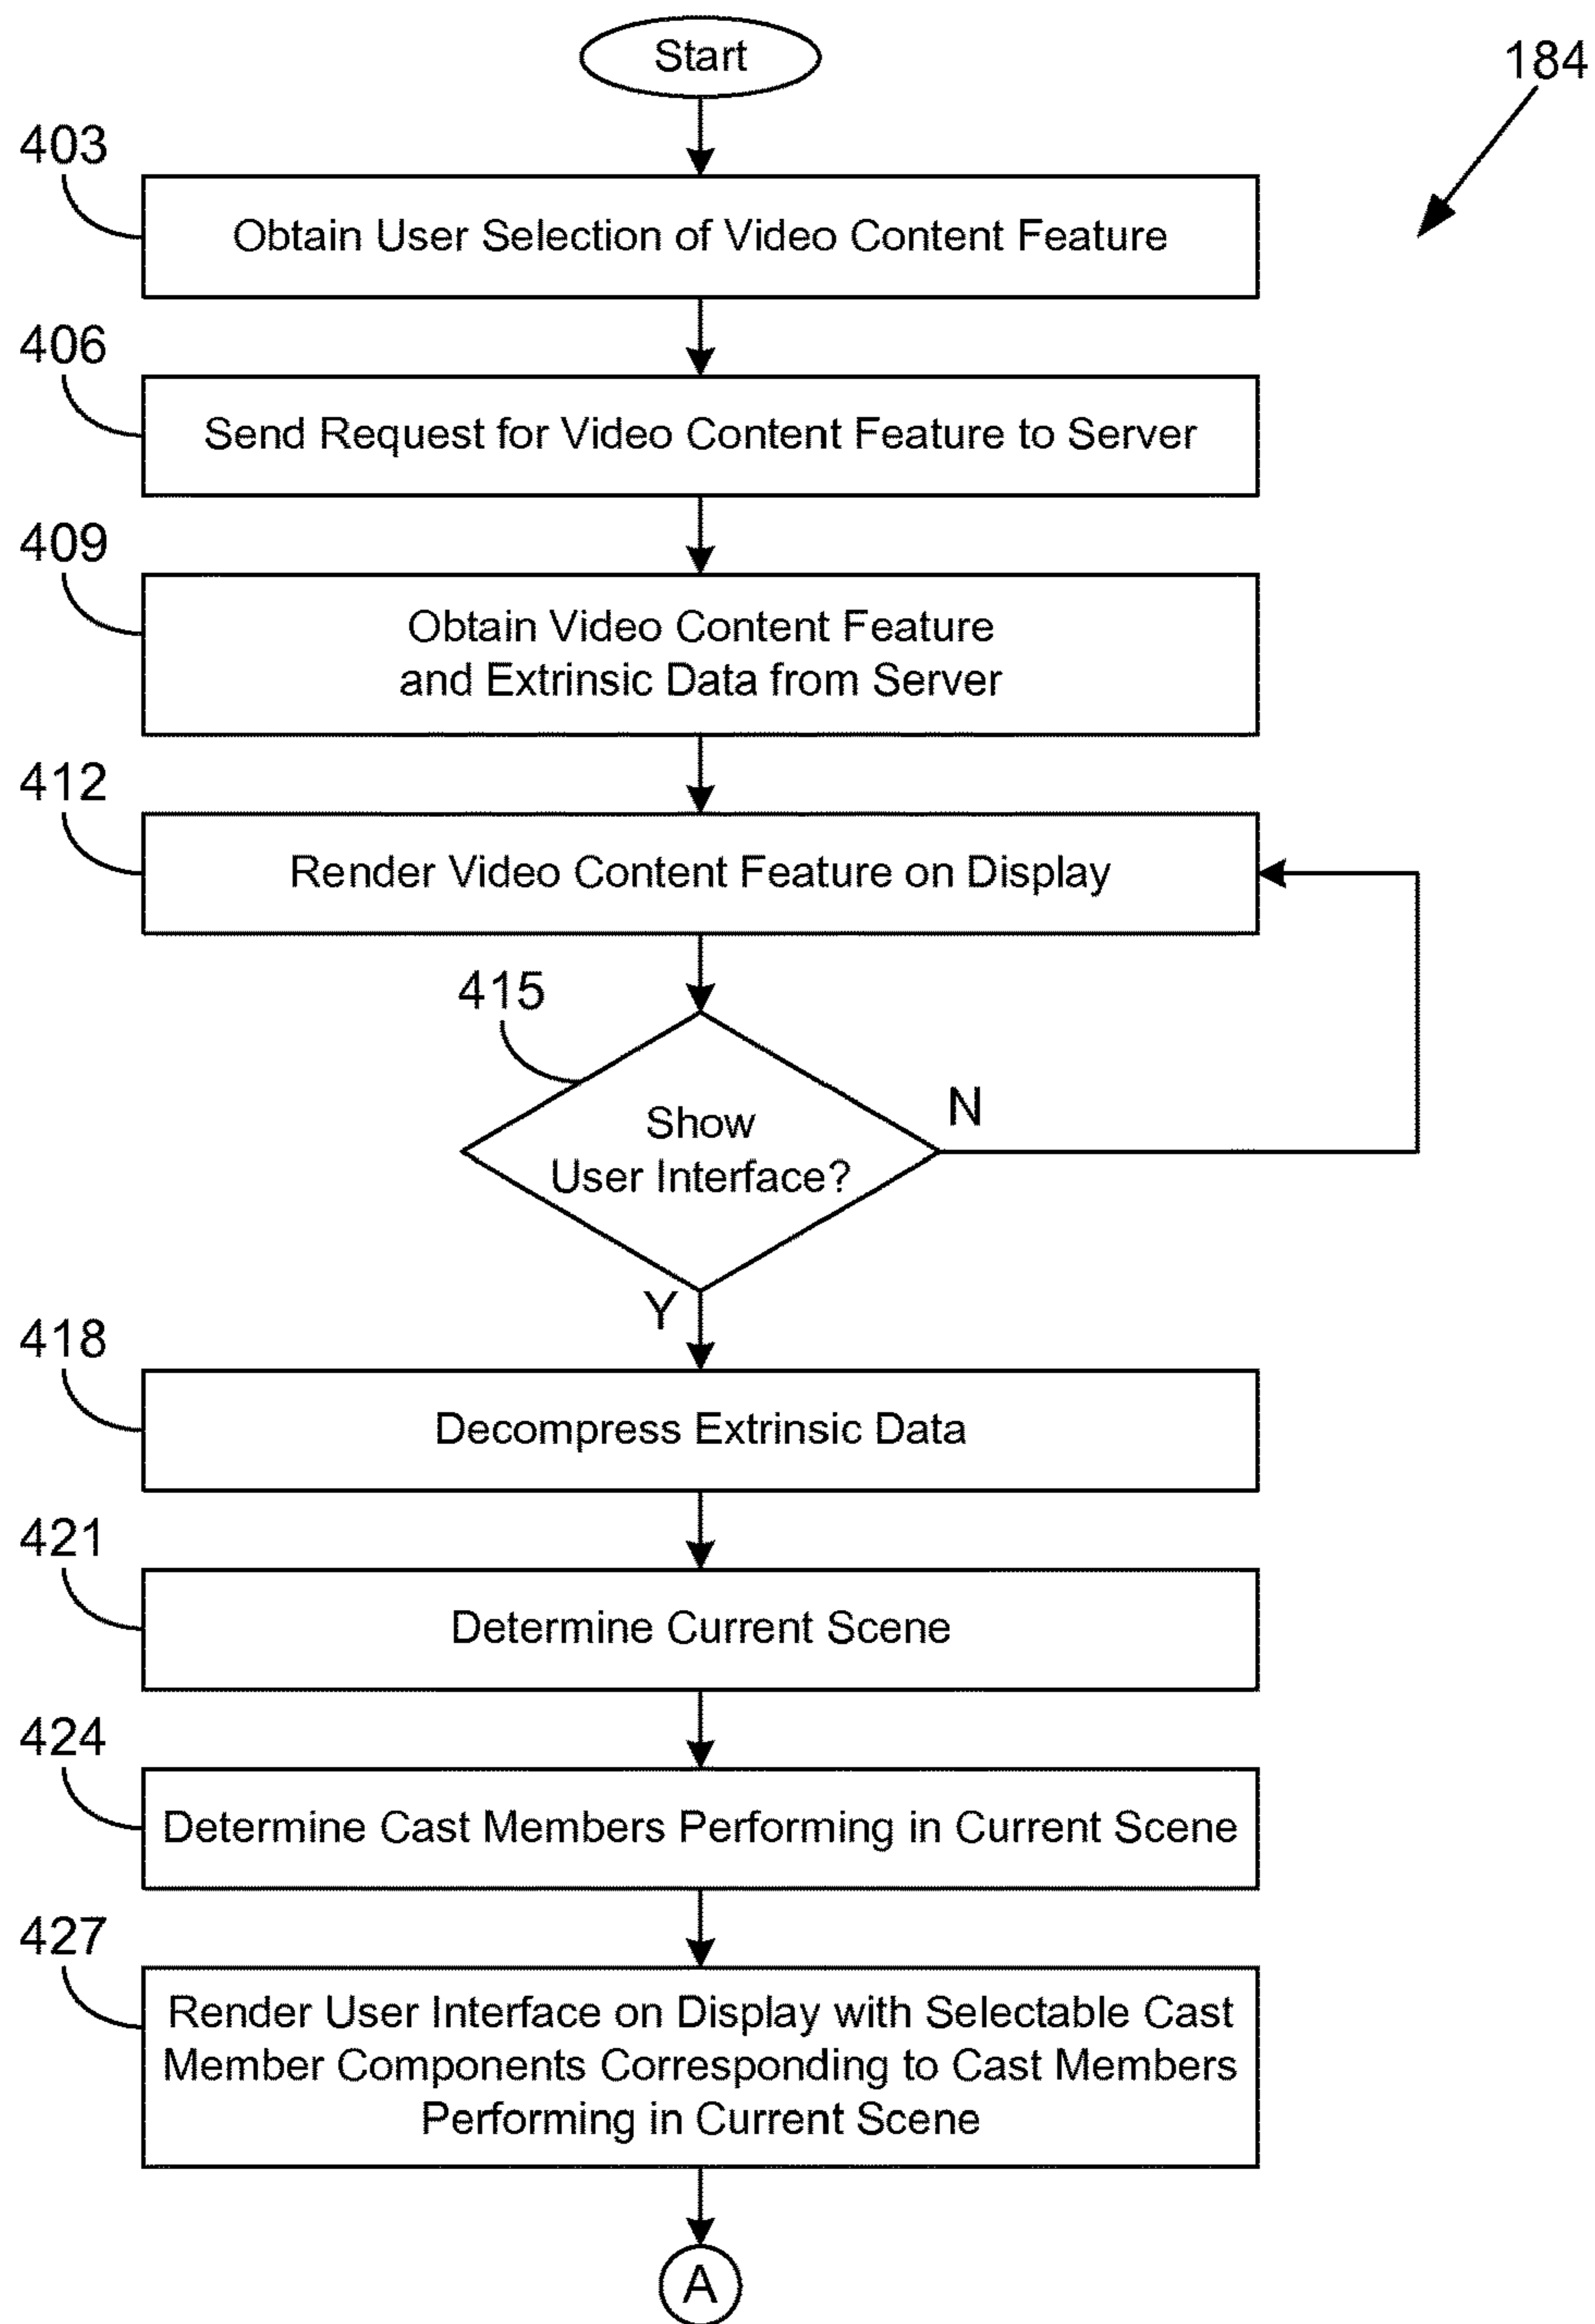 Start
184
403
Obtain User Selection of Video Content Feature
406
Send Request for Video Content Feature to Server
409
Obtain Video Content Feature
and Extrinsic Data from Server
412
Render Video Content Feature on Display
415
Show
User Interface?
N
Y
418
Decompress Extrinsic Data
421
Determine Current Scene
424
Determine Cast Members Performing in Current Scene
427
Render User Interface on Display with Selectable Cast
Member Components Corresponding to Cast Members
Performing in Current Scene
A